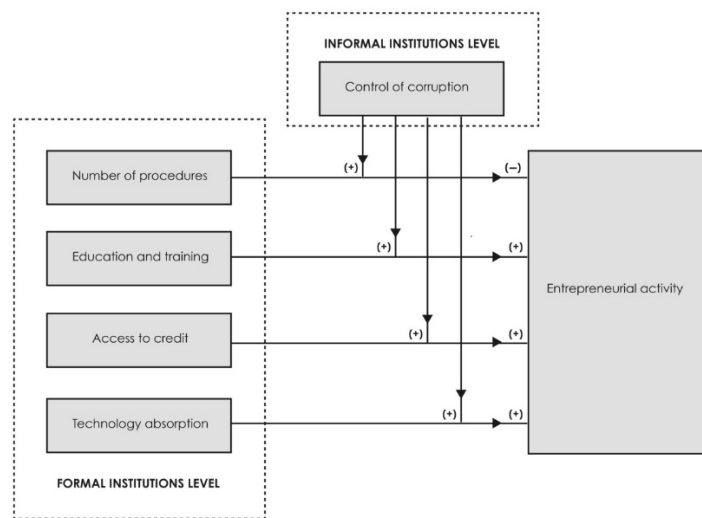 INFORMAL INSTITUTIONS LEVEL
Control of corruption
Number of procedures
(+)
(–)
Education and training
(+)
(+)
Entrepreneurial activity
Access to credit
(+)
(+)
Technology absorption
(+)
(+)
FORMAL INSTITUTIONS LEVEL